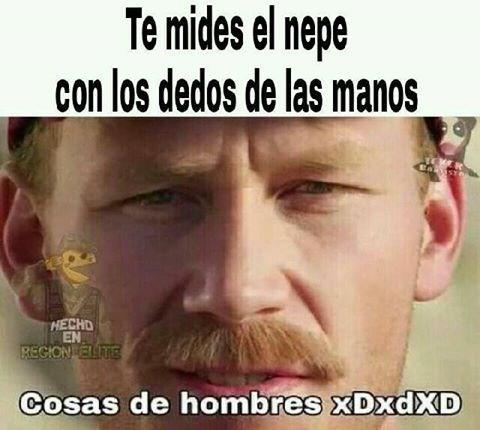 Te mides el nepe
con los dedos de las manos
HECHO
EN
REGION ELITE
Cosas de hombres xDxdXD